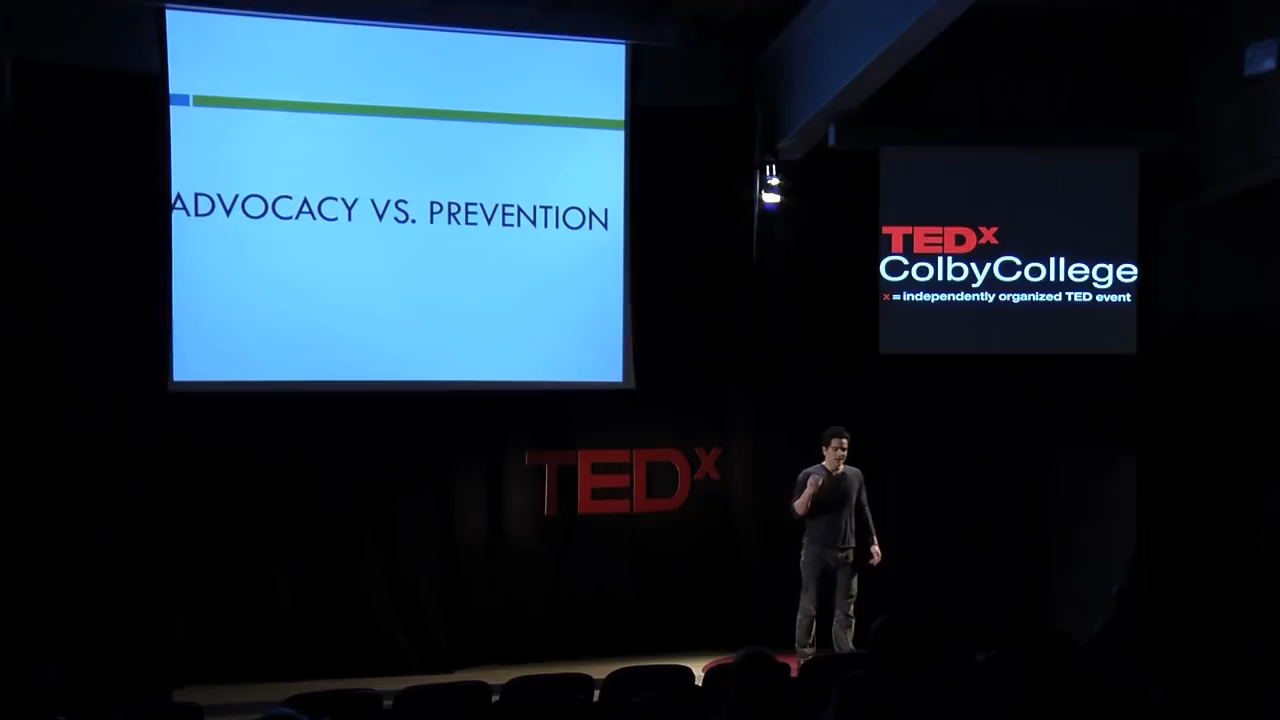 ADVOCACY VS. PREVENTION
TEDx
ColbyCollege
x = independently organized TED event
TEDx